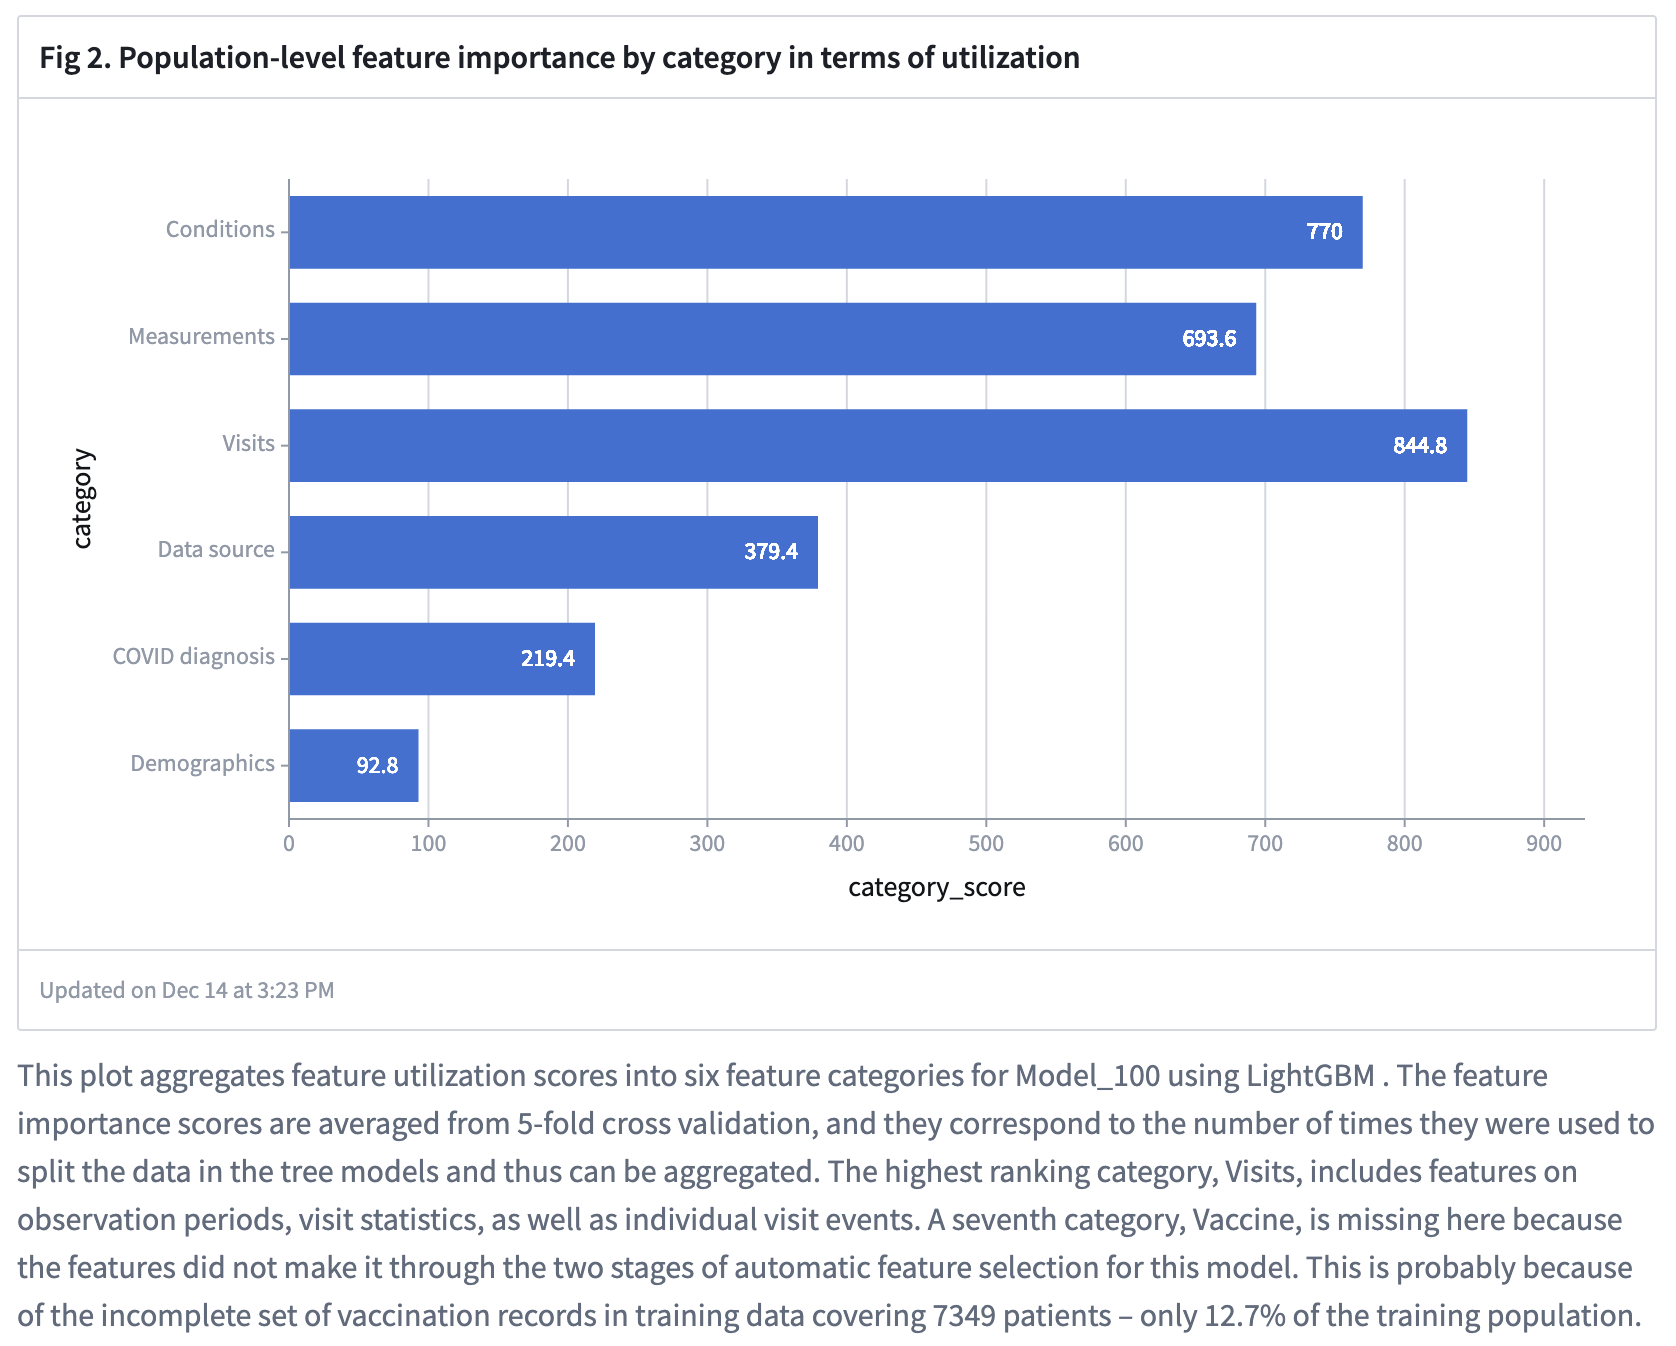 Fig 2. Population-level feature importance by category in terms of utilization
Conditions
770
Measurements
693.6
Visits
844.8
category
Data source
379.4
COVID diagnosis
219.4
Demographics
92.8
0 100 200 300 400 500 600 700 800 900
category_score
Updated on Dec 14 at 3:23 PM
This plot aggregates feature utilization scores into six feature categories for Model_100 using LightGBM . The feature
importance scores are averaged from 5-fold cross validation, and they correspond to the number of times they were used to
split the data in the tree models and thus can be aggregated. The highest ranking category, Visits, includes features on
observation periods, visit statistics, as well as individual visit events. A seventh category, Vaccine, is missing here because
the features did not make it through the two stages of automatic feature selection for this model. This is probably because
of the incomplete set of vaccination records in training data covering 7349 patients – only 12.7% of the training population.